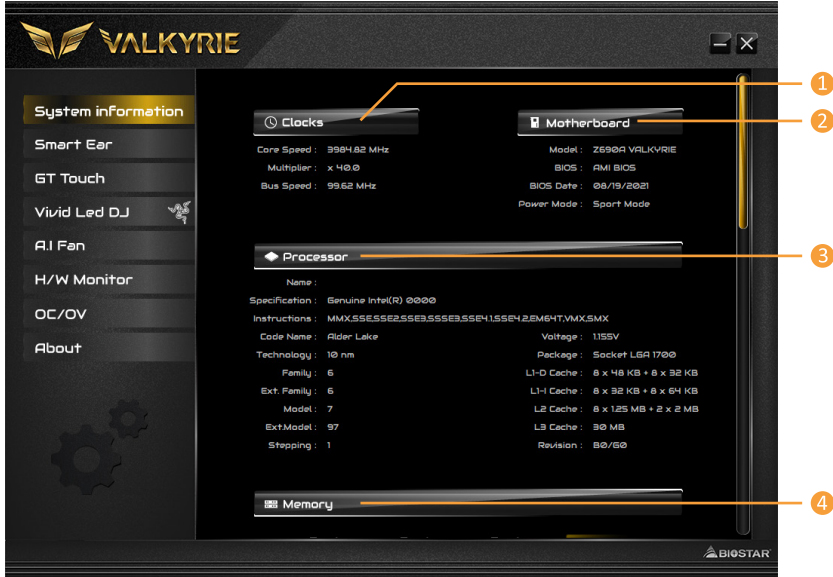 VALKYRIE
System information
Smart Ear
GT Touch
Vivid Led DJ
A.I Fan
H/W Monitor
OC/OV
About
Clocks
1
Core Speed : 3984.82 MHz
Multiplier : x 40.0
Bus Speed : 99.62 MHz
Motherboard
2
Model : Z690A VALKYRIE
BIOS : AMI BIOS
BIOS Date : 08/19/2021
Power Mode : Sport Mode
Processor
3
Name :
Specification : Genuine Intel(R) 0000
Instructions : MMX,SSE,SSE2,SSE3,SSSE3,SSE4.1,SSE4.2,EM64T,VMX,SMX
Code Name : Alder Lake
Technology : 10 nm
Family : 6
Ext. Family : 6
Model : 7
Ext.Model : 97
Stepping : 1
Voltage : 1.155V
Package : Socket LGA 1700
L1-D Cache : 8 x 48 KB + 8 x 32 KB
L1-I Cache : 8 x 32 KB + 8 x 64 KB
L2 Cache : 8 x 1.25 MB + 2 x 2 MB
L3 Cache : 30 MB
Revision : B0/G0
Memory
4
BIOSTAR